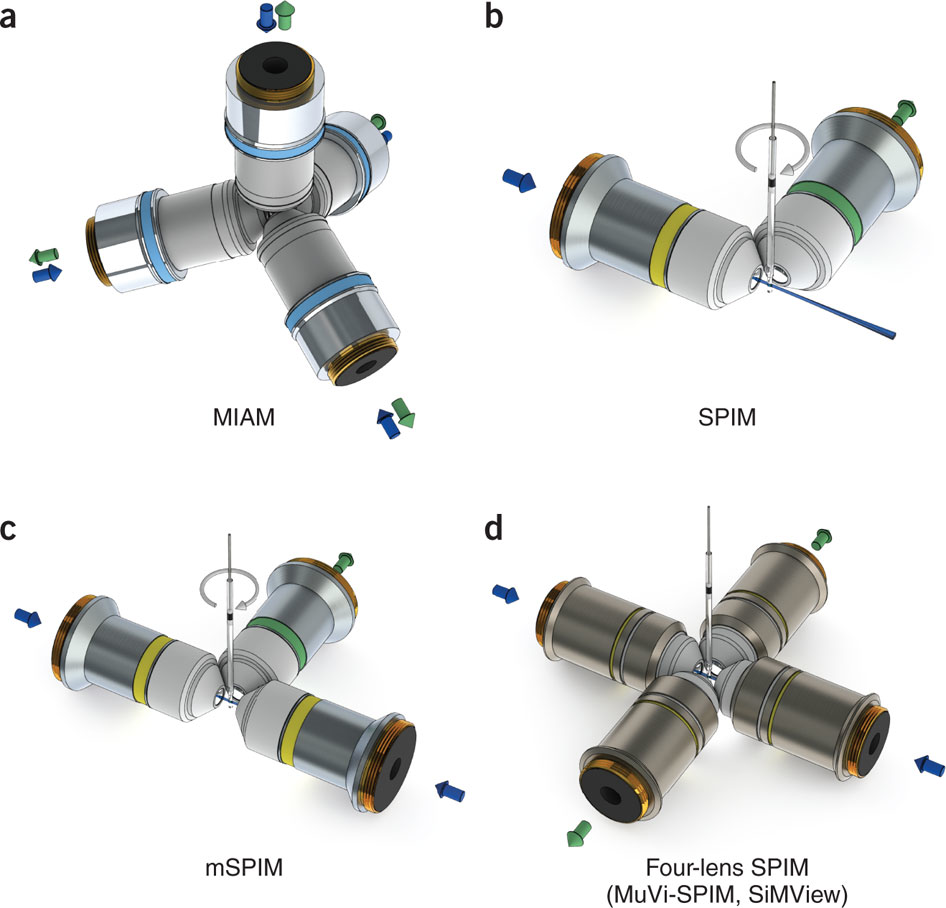 a
b
MIAM
SPIM
c
d
mSPIM
Four-lens SPIM
(MuVi-SPIM, SiMView)